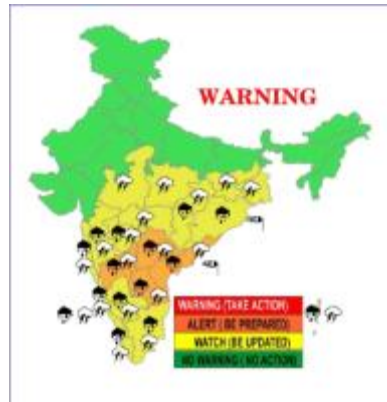 WARNING
WARNING (TAKE ACTION)
ALERT ( BE PREPARED)
WATCH (BE UPDATED)
NO WARNING ( NO ACTION)